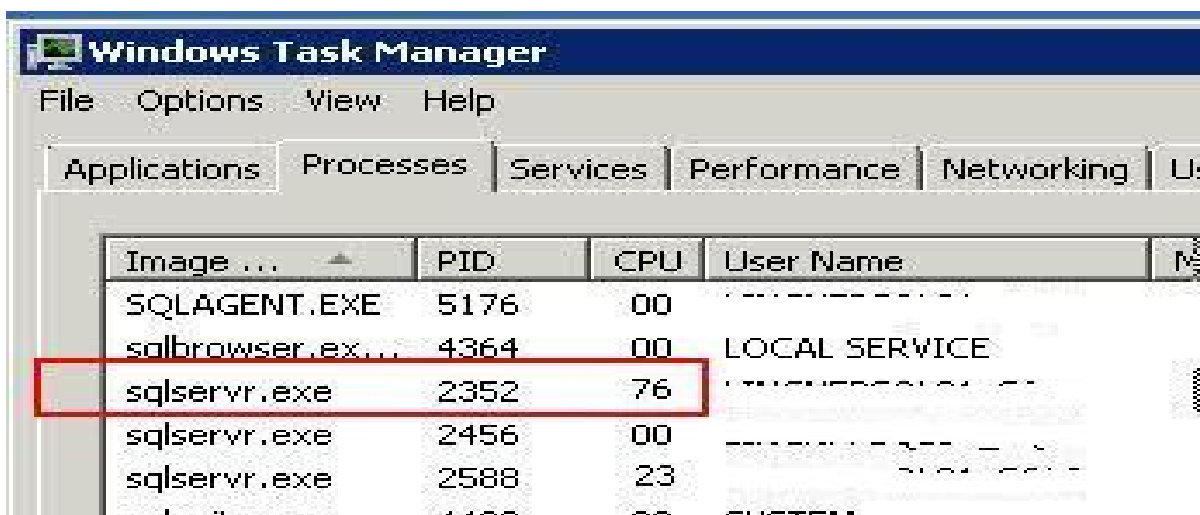 Windows Task Manager
File Options View Help
Applications Processes Services Performance Networking
Image ... PID CPU User Name
SQLAGENT.EXE 5176 00
sqlbrowser.ex... 4364 00 LOCAL SERVICE
sqlservr.exe 2352 76
sqlservr.exe 2456 00
sqlservr.exe 2588 23